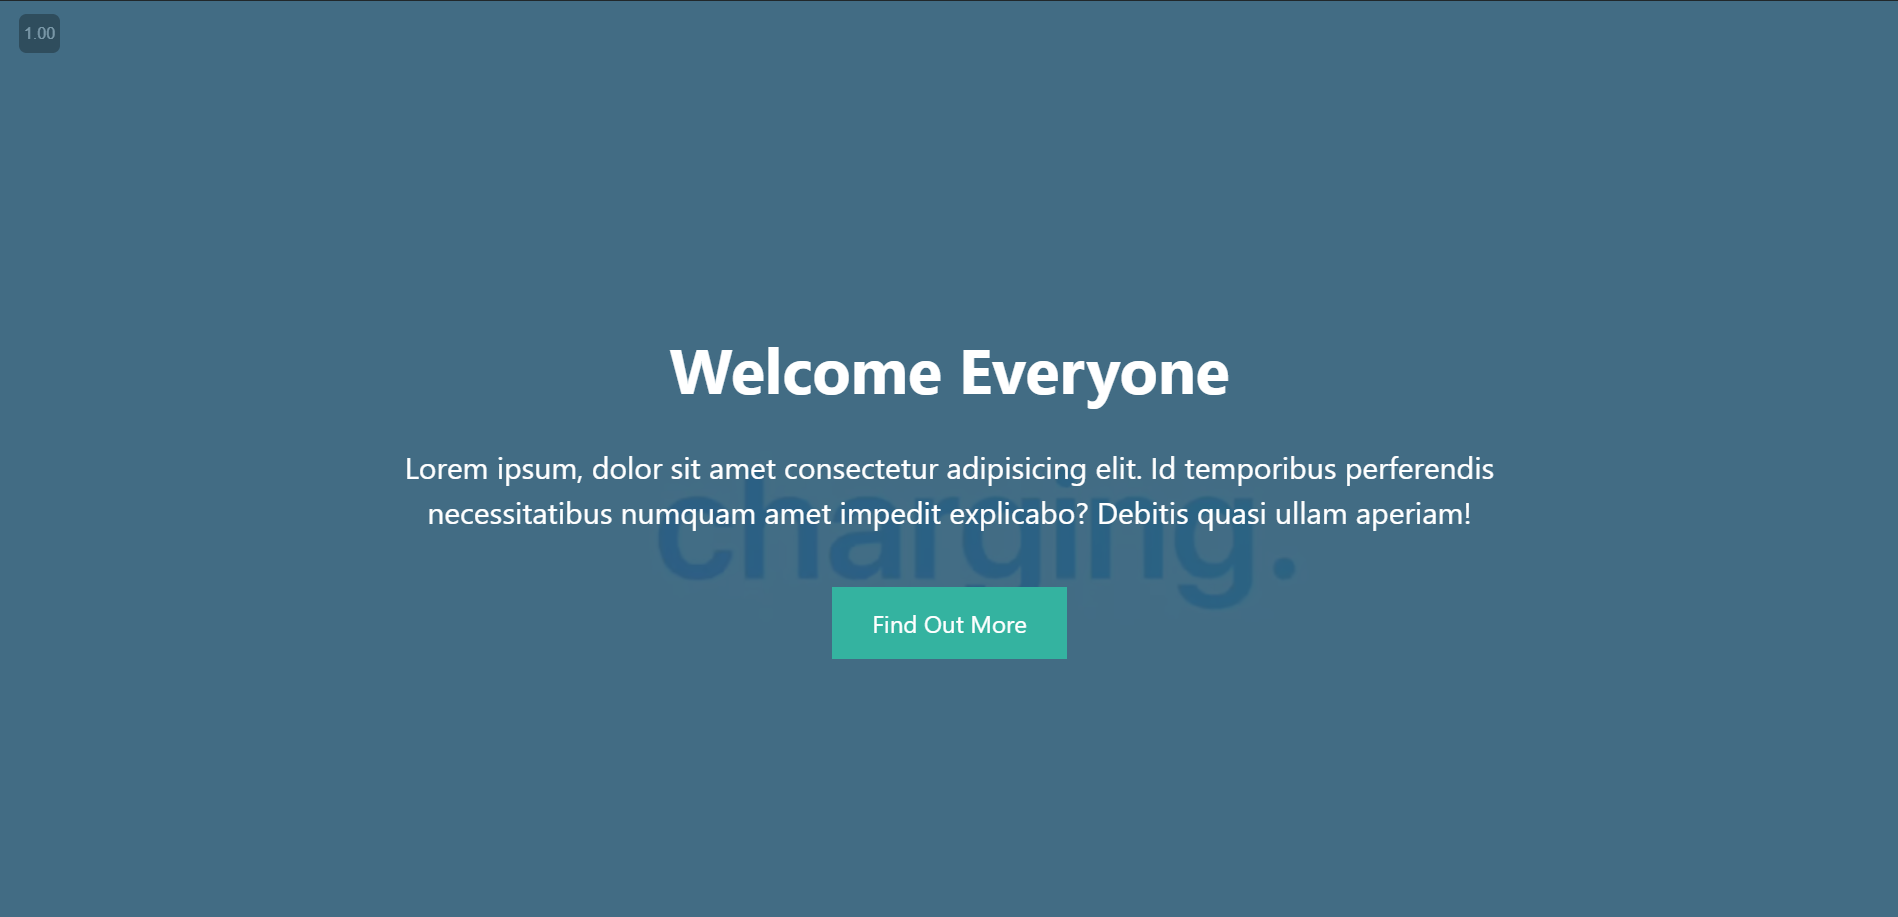 1.00
Welcome Everyone
Lorem ipsum, dolor sit amet consectetur adipisicing elit. Id temporibus perferendis
necessitatibus numquam amet impedit explicabo? Debitis quasi ullam aperiam!
charging.
Find Out More